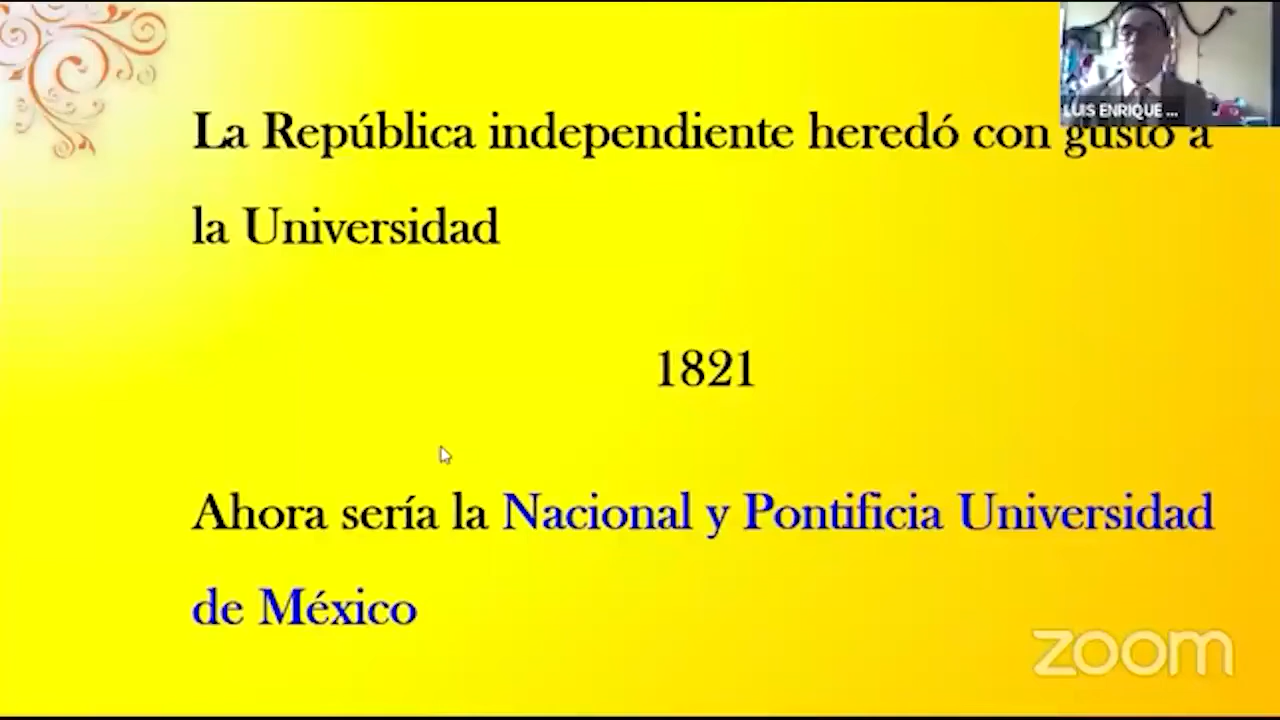 LUIS ENRIQUE ...
La República independiente heredó con gusto a
la Universidad
1821
Ahora sería la Nacional y Pontificia Universidad
de México
zoom